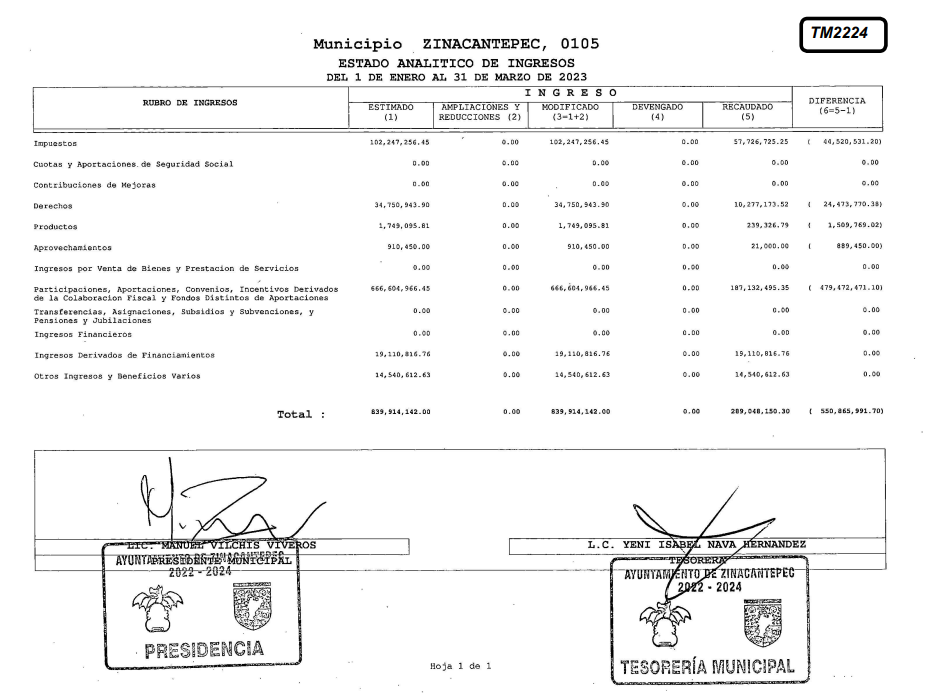 TM2224
Municipio ZINACANTEPEC, 0105
ESTADO ANALITICO DE INGRESOS
DEL 1 DE ENERO AL 31 DE MARZO DE 2023
I N G R E S O
RUBRO DE INGRESOS ESTIMADO (1) AMPLIACIONES Y REDUCCIONES (2) MODIFICADO (3=1+2) DEVENGADO (4) RECAUDADO (5) DIFERENCIA (6=5-1)
Impuestos 102,247,256.45 0.00 102,247,256.45 0.00 57,726,725.25 ( 44,520,531.20)
Cuotas y Aportaciones de Seguridad Social 0.00 0.00 0.00 0.00 0.00 0.00
Contribuciones de Mejoras 0.00 0.00 0.00 0.00 0.00 0.00
Derechos 34,750,943.90 0.00 34,750,943.90 0.00 10,277,173.52 ( 24,473,770.38)
Productos 1,749,095.81 0.00 1,749,095.81 0.00 239,326.79 ( 1,509,769.02)
Aprovechamientos 910,450.00 0.00 910,450.00 0.00 21,000.00 ( 889,450.00)
Ingresos por Venta de Bienes y Prestacion de Servicios 0.00 0.00 0.00 0.00 0.00 0.00
Participaciones, Aportaciones, Convenios, Incentivos Derivados 666,604,966.45 0.00 666,604,966.45 0.00 187,132,495.35 ( 479,472,471.10)
de la Colaboracion Fiscal y Fondos Distintos de Aportaciones
Transferencias, Asignaciones, Subsidios y Subvenciones, y 0.00 0.00 0.00 0.00 0.00 0.00
Pensiones y Jubilaciones
Ingresos Financieros 0.00 0.00 0.00 0.00 0.00 0.00
Ingresos Derivados de Financiamientos 19,110,816.76 0.00 19,110,816.76 0.00 19,110,816.76 0.00
Otros Ingresos y Beneficios Varios 14,540,612.63 0.00 14,540,612.63 0.00 14,540,612.63 0.00
Total : 839,914,142.00 0.00 839,914,142.00 0.00 289,048,150.30 ( 550,865,991.70)
LIC. MANUEL VILCHIS VIVEROS
PRESIDENTE MUNICIPAL
AYUNTAMIENTO DE ZINACANTEPEC
2022 - 2024
PRESIDENCIA
L.C. YENI ISABEL NAVA HERNANDEZ
TESORERA
AYUNTAMIENTO DE ZINACANTEPEC
2022 - 2024
TESORERÍA MUNICIPAL
Hoja 1 de 1